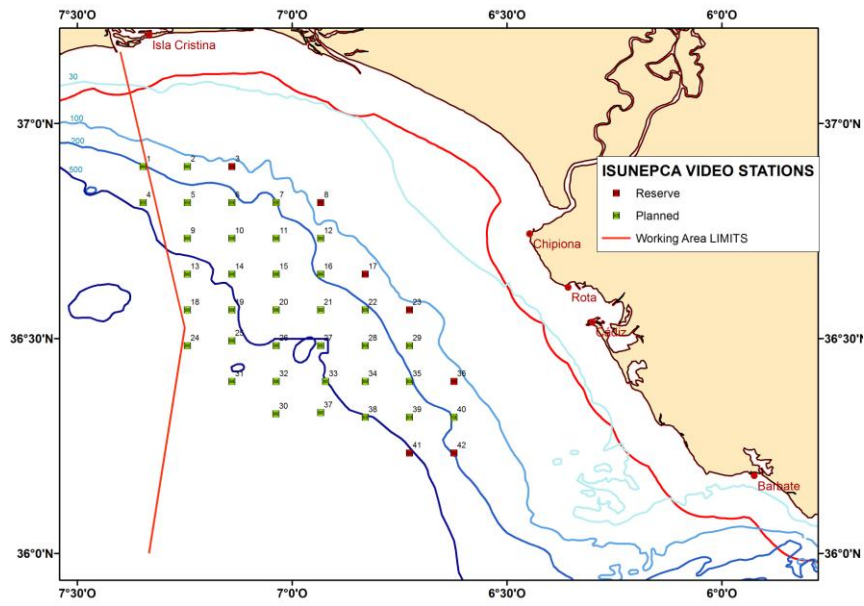 7°30'O 7°0'O 6°30'O 6°0'O
Isla Cristina
30
37°0'N 37°0'N
100
200
500
ISUNEPCA VIDEO STATIONS
Reserve
Planned
Working Area LIMITS
1 2 3
4 5 6 7 8
9 10 11 12
Chipiona
13 14 15 16 17
Rota
18 19 20 21 22 23
Cádiz
36°30'N 36°30'N
24 25 26 27 28 29
31 32 33 34 35 36
30 37 38 39 40
41 42
Barbate
36°0'N 36°0'N
7°30'O 7°0'O 6°30'O 6°0'O